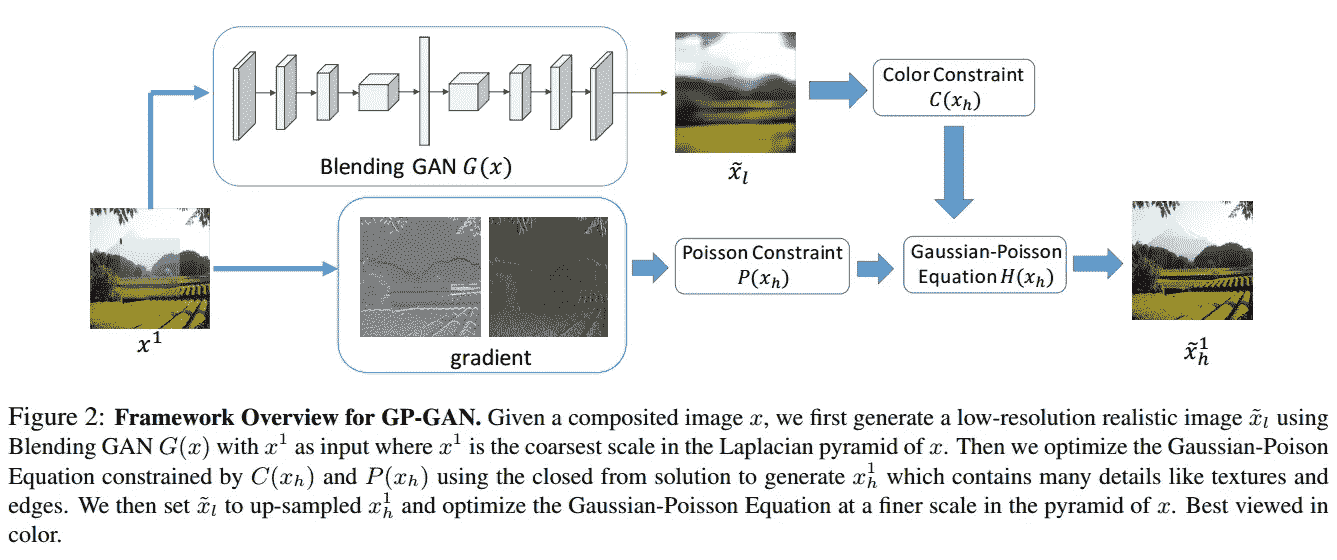 Blending GAN G(x)
x̃_l
Color Constraint
C(x_h)
x^1
gradient
Poisson Constraint
P(x_h)
Gaussian-Poisson
Equation H(x_h)
x̃_h^1
Figure 2: Framework Overview for GP-GAN. Given a composited image x, we first generate a low-resolution realistic image x̃_l using
Blending GAN G(x) with x^1 as input where x^1 is the coarsest scale in the Laplacian pyramid of x. Then we optimize the Gaussian-Poison
Equation constrained by C(x_h) and P(x_h) using the closed from solution to generate x_h^1 which contains many details like textures and
edges. We then set x̃_l to up-sampled x_h^1 and optimize the Gaussian-Poisson Equation at a finer scale in the pyramid of x. Best viewed in
color.